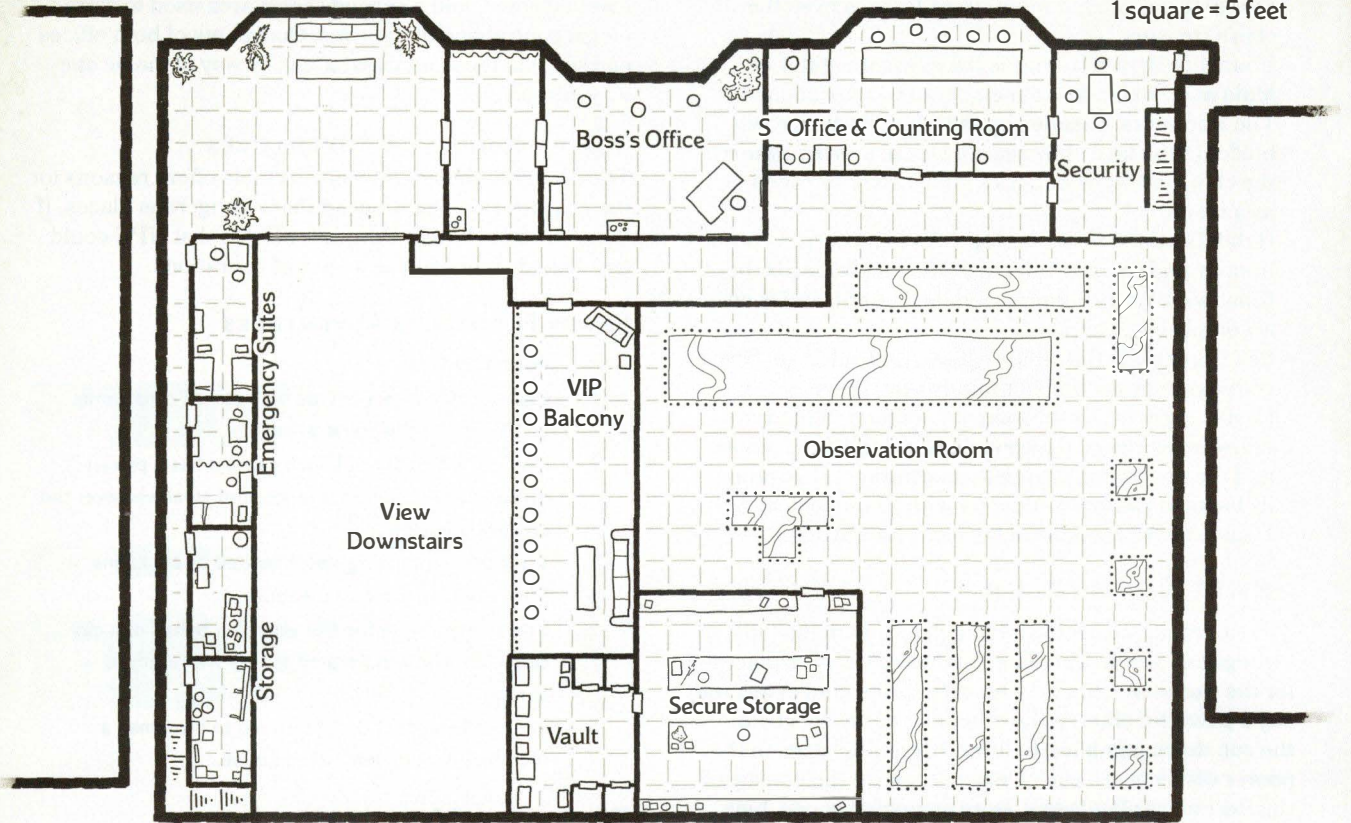 1 square = 5 feet
Boss's Office
S
Office & Counting Room
Security
Emergency Suites
VIP
Balcony
Observation Room
View
Downstairs
Storage
Secure Storage
Vault